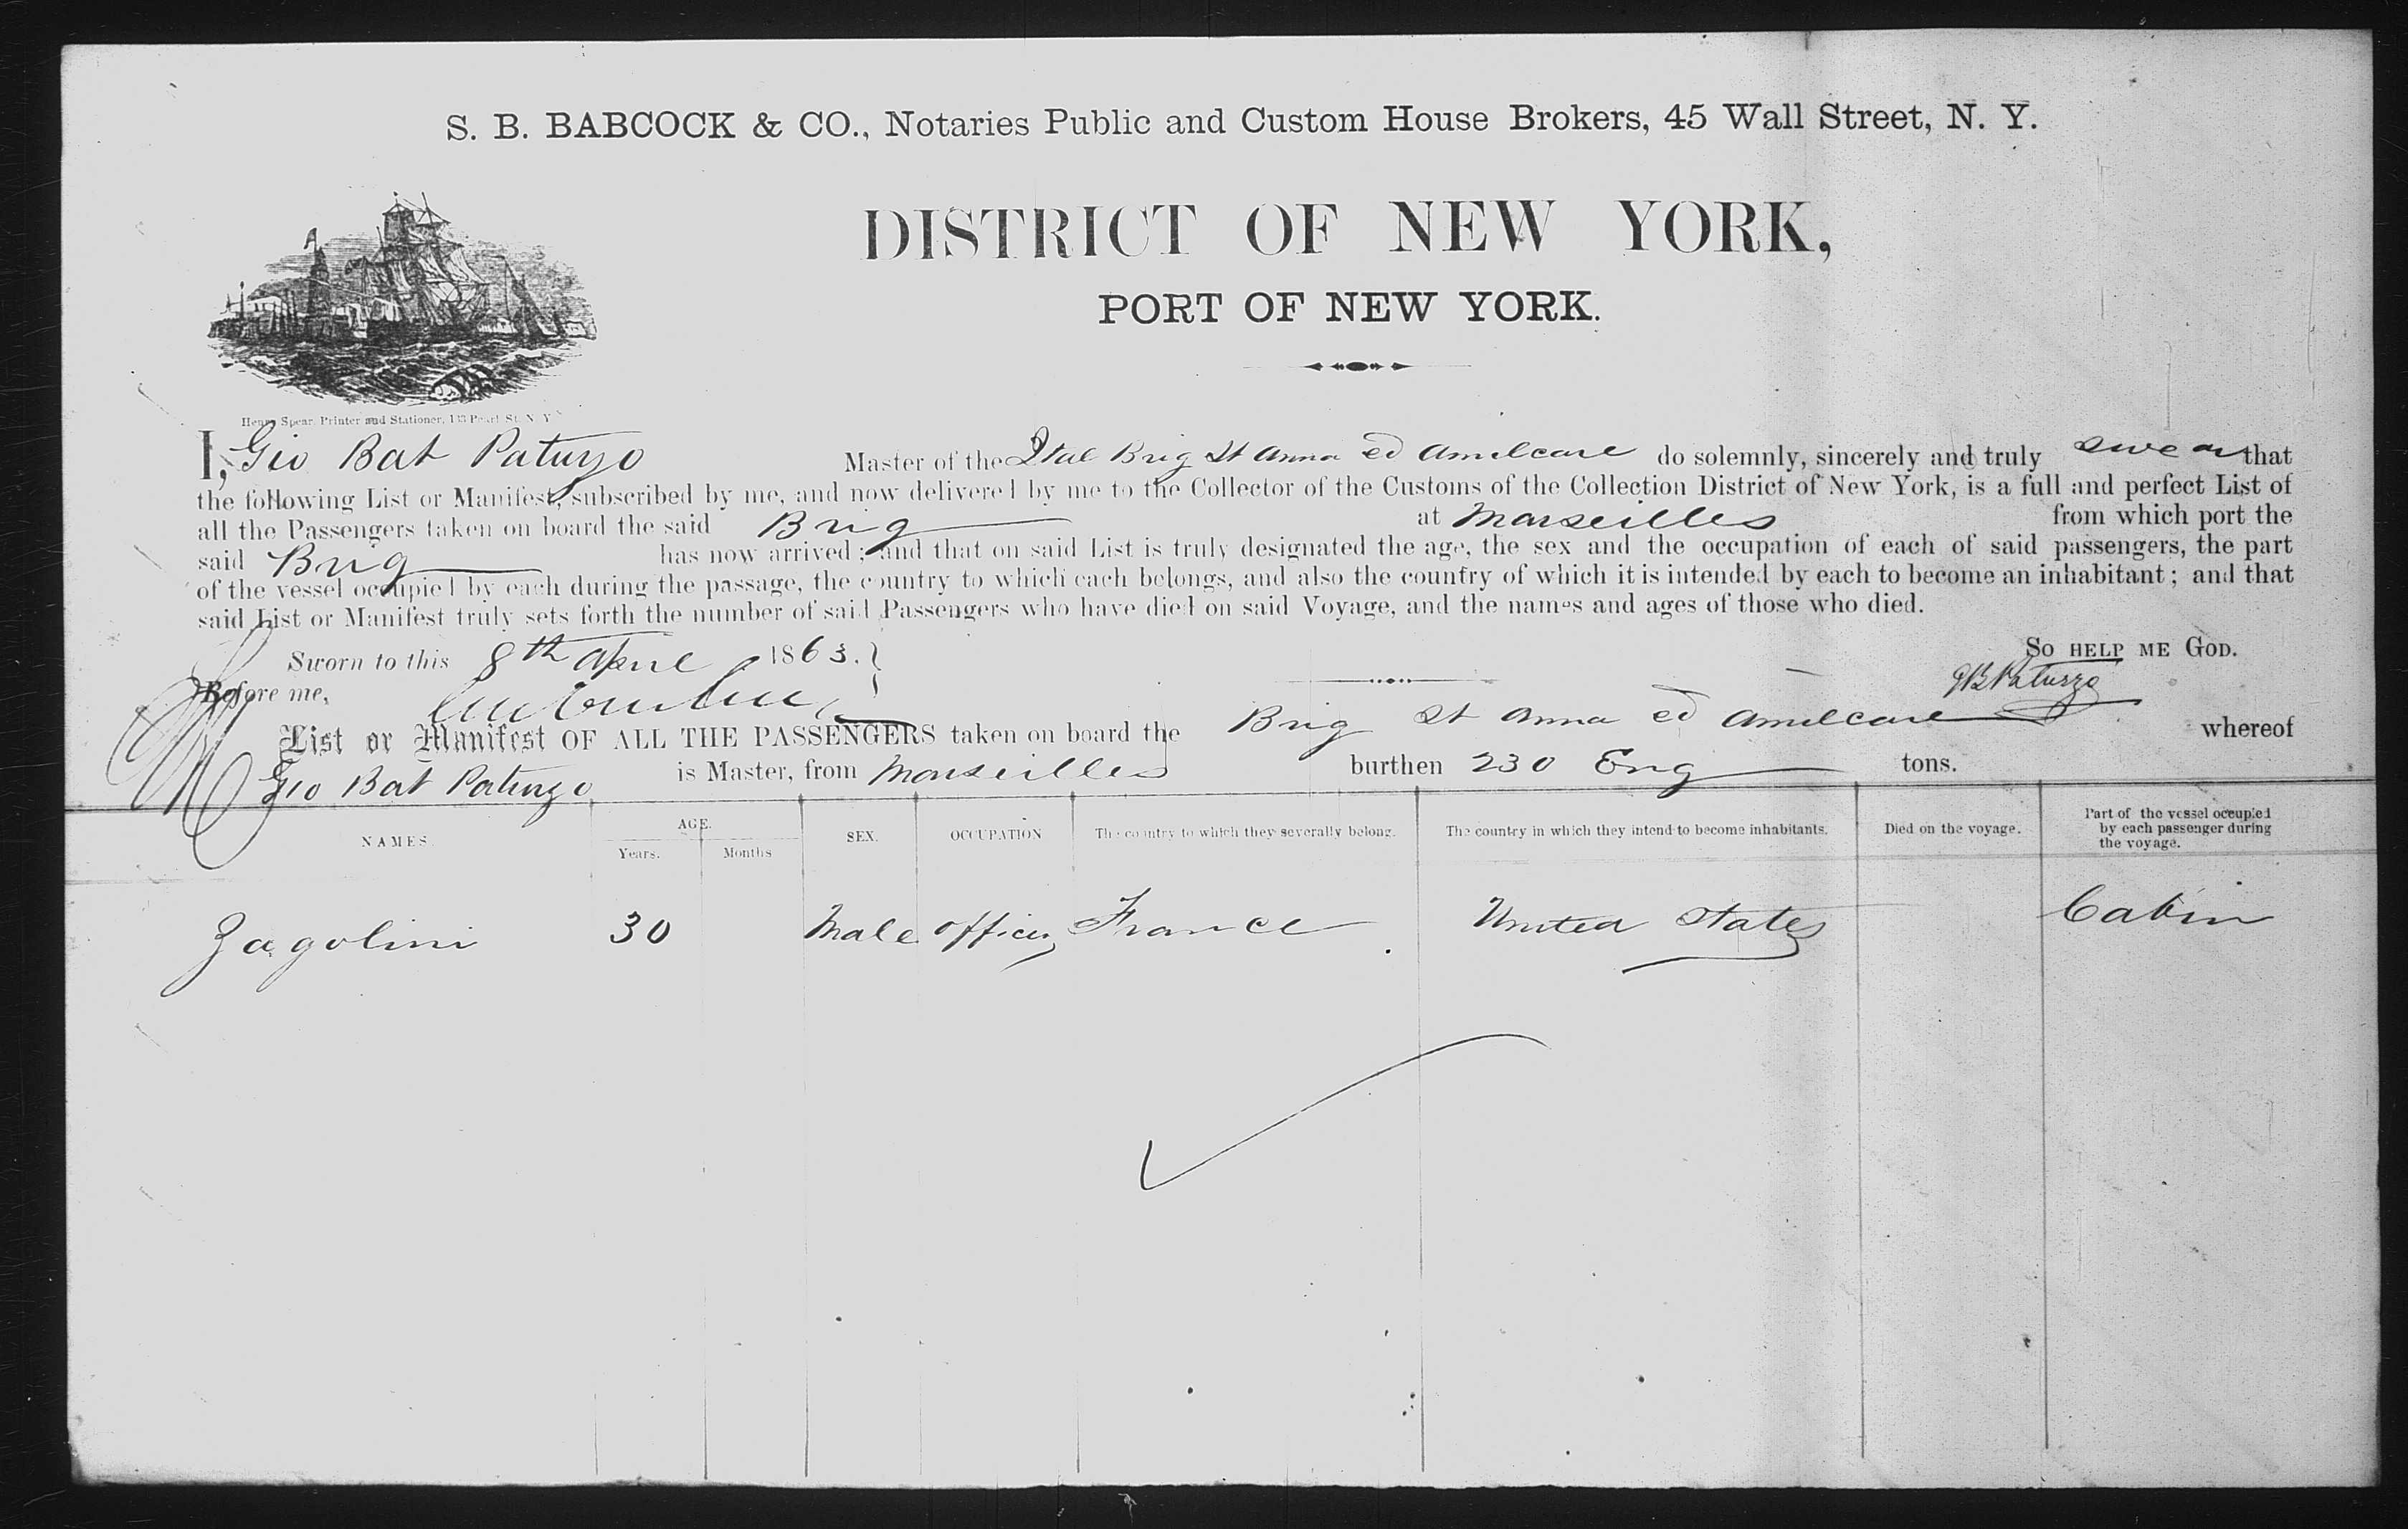 S. B. BABCOCK & CO., Notaries Public and Custom House Brokers, 45 Wall Street, N. Y.
DISTRICT OF NEW YORK,
PORT OF NEW YORK.
Henry Spear, Printer and Stationer, 133 Pearl St. N. Y
I, Gio Bat Patuzzo Master of the Ital Brig St Anna ed Amilcare do solemnly, sincerely and truly swear that
the following List or Manifest, subscribed by me, and now delivered by me to the Collector of the Customs of the Collection District of New York, is a full and perfect List of
all the Passengers taken on board the said Brig at Marseilles from which port the
said Brig has now arrived; and that on said List is truly designated the age, the sex and the occupation of each of said passengers, the part
of the vessel occupied by each during the passage, the country to which each belongs, and also the country of which it is intended by each to become an inhabitant; and that
said List or Manifest truly sets forth the number of said Passengers who have died on said Voyage, and the names and ages of those who died.
So help me God.
Sworn to this 8th April 1863.
GB Patuzzo
Before me,
List or Manifest OF ALL THE PASSENGERS taken on board the Brig St Anna ed Amilcare whereof
Gio Bat Patuzzo is Master, from Marseilles burthen 230 Eng tons.
NAMES. AGE. Years. Months SEX. OCCUPATION The country to which they severally belong. The country in which they intend to become inhabitants. Died on the voyage. Part of the vessel occupied by each passenger during the voyage.
Zagolini 30 Male officer France United States Cabin